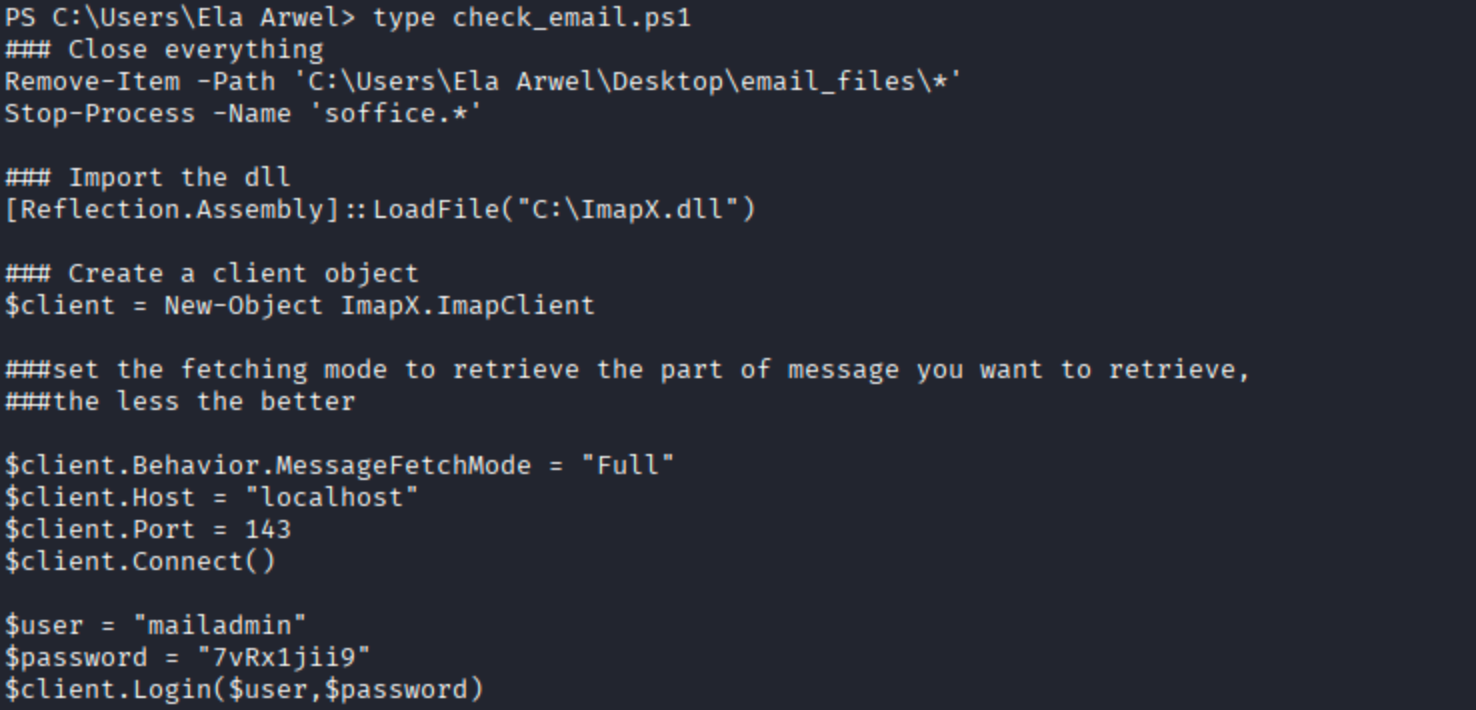 PS C:\Users\Ela Arwel> type check_email.ps1
### Close everything
Remove-Item -Path 'C:\Users\Ela Arwel\Desktop\email_files\*'
Stop-Process -Name 'soffice.*'
### Import the dll
[Reflection.Assembly]::LoadFile("C:\ImapX.dll")
### Create a client object
$client = New-Object ImapX.ImapClient
###set the fetching mode to retrieve the part of message you want to retrieve,
###the less the better
$client.Behavior.MessageFetchMode = "Full"
$client.Host = "localhost"
$client.Port = 143
$client.Connect()
$user = "mailadmin"
$password = "7vRx1jii9"
$client.Login($user,$password)